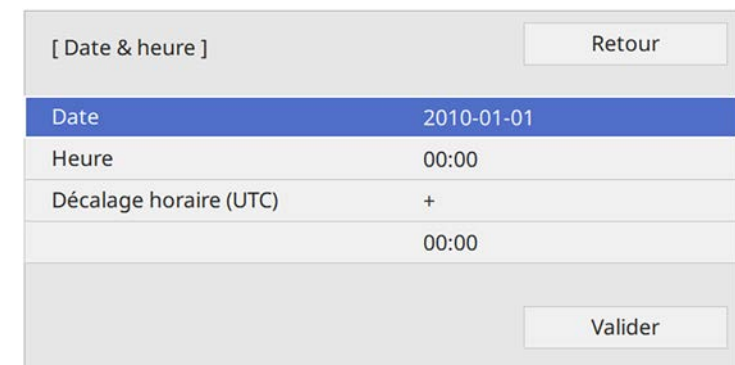 [ Date & heure ] Retour
Date 2010-01-01
Heure 00:00
Décalage horaire (UTC) +
00:00
Valider